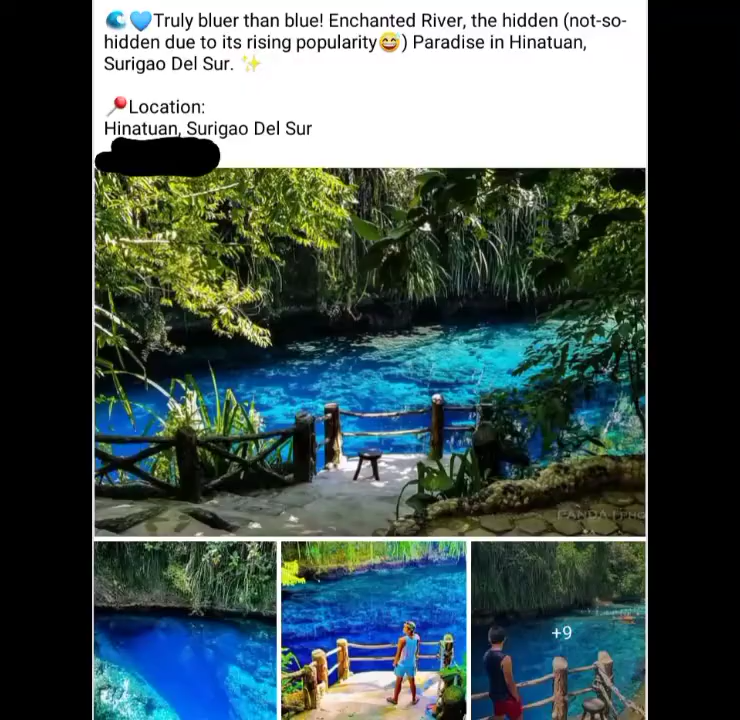 🌊💙Truly bluer than blue! Enchanted River, the hidden (not-so-
hidden due to its rising popularity😅) Paradise in Hinatuan,
Surigao Del Sur. ✨
📍Location:
Hinatuan, Surigao Del Sur
+9